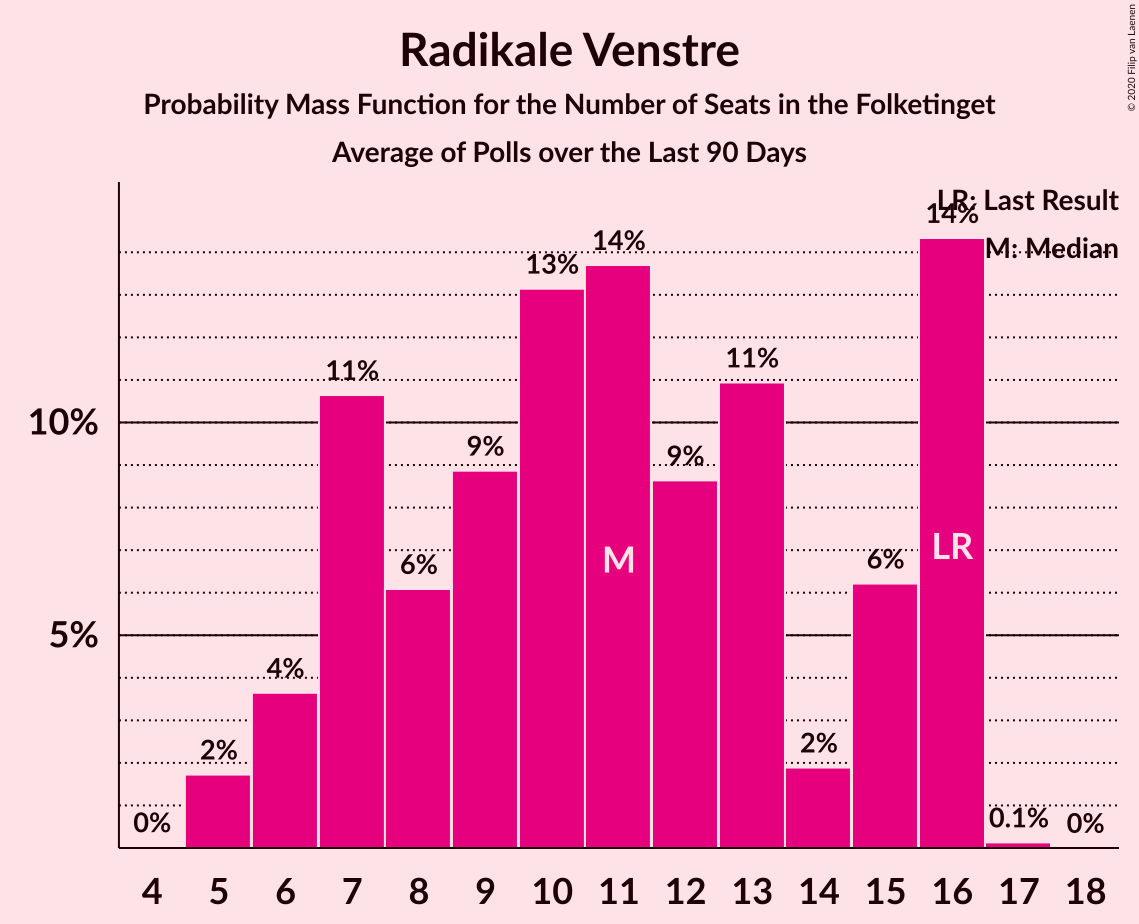 Radikale Venstre
Probability Mass Function for the Number of Seats in the Folketinget
Average of Polls over the Last 90 Days
© 2020 Filip van Laenen
LR: Last Result
M: Median
10%
5%
0%
2%
4%
11%
6%
9%
13%
14%
9%
11%
2%
6%
14%
0.1%
0%
M
LR
4 5 6 7 8 9 10 11 12 13 14 15 16 17 18